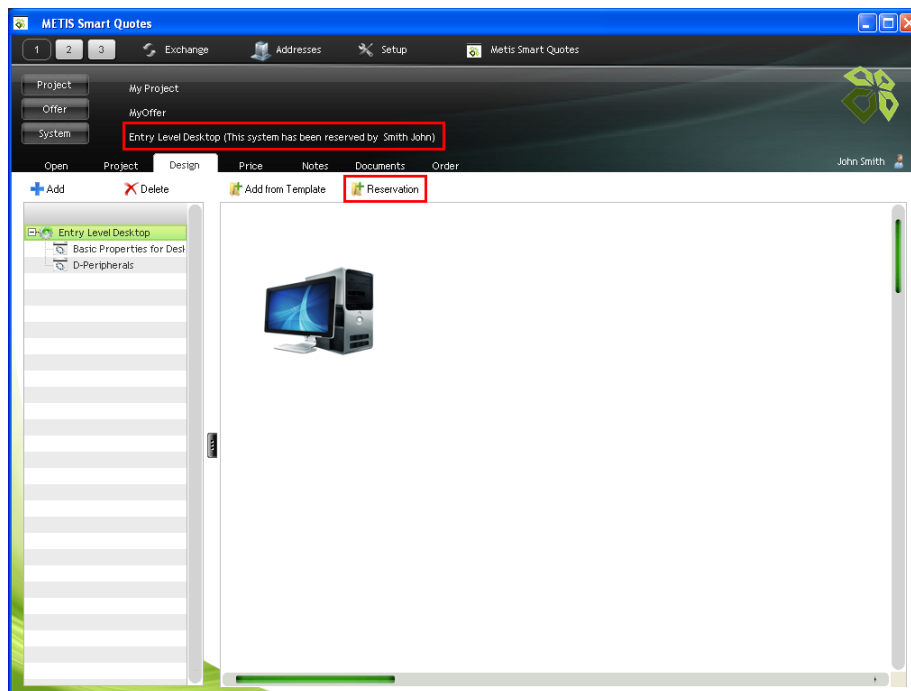 METIS Smart Quotes
1 2 3 Exchange Addresses Setup Metis Smart Quotes
Project My Project
Offer MyOffer
System Entry Level Desktop (This system has been reserved by Smith John)
Open Project Design Price Notes Documents Order John Smith
Add Delete Add from Template Reservation
Entry Level Desktop
Basic Properties for Desk
D-Peripherals